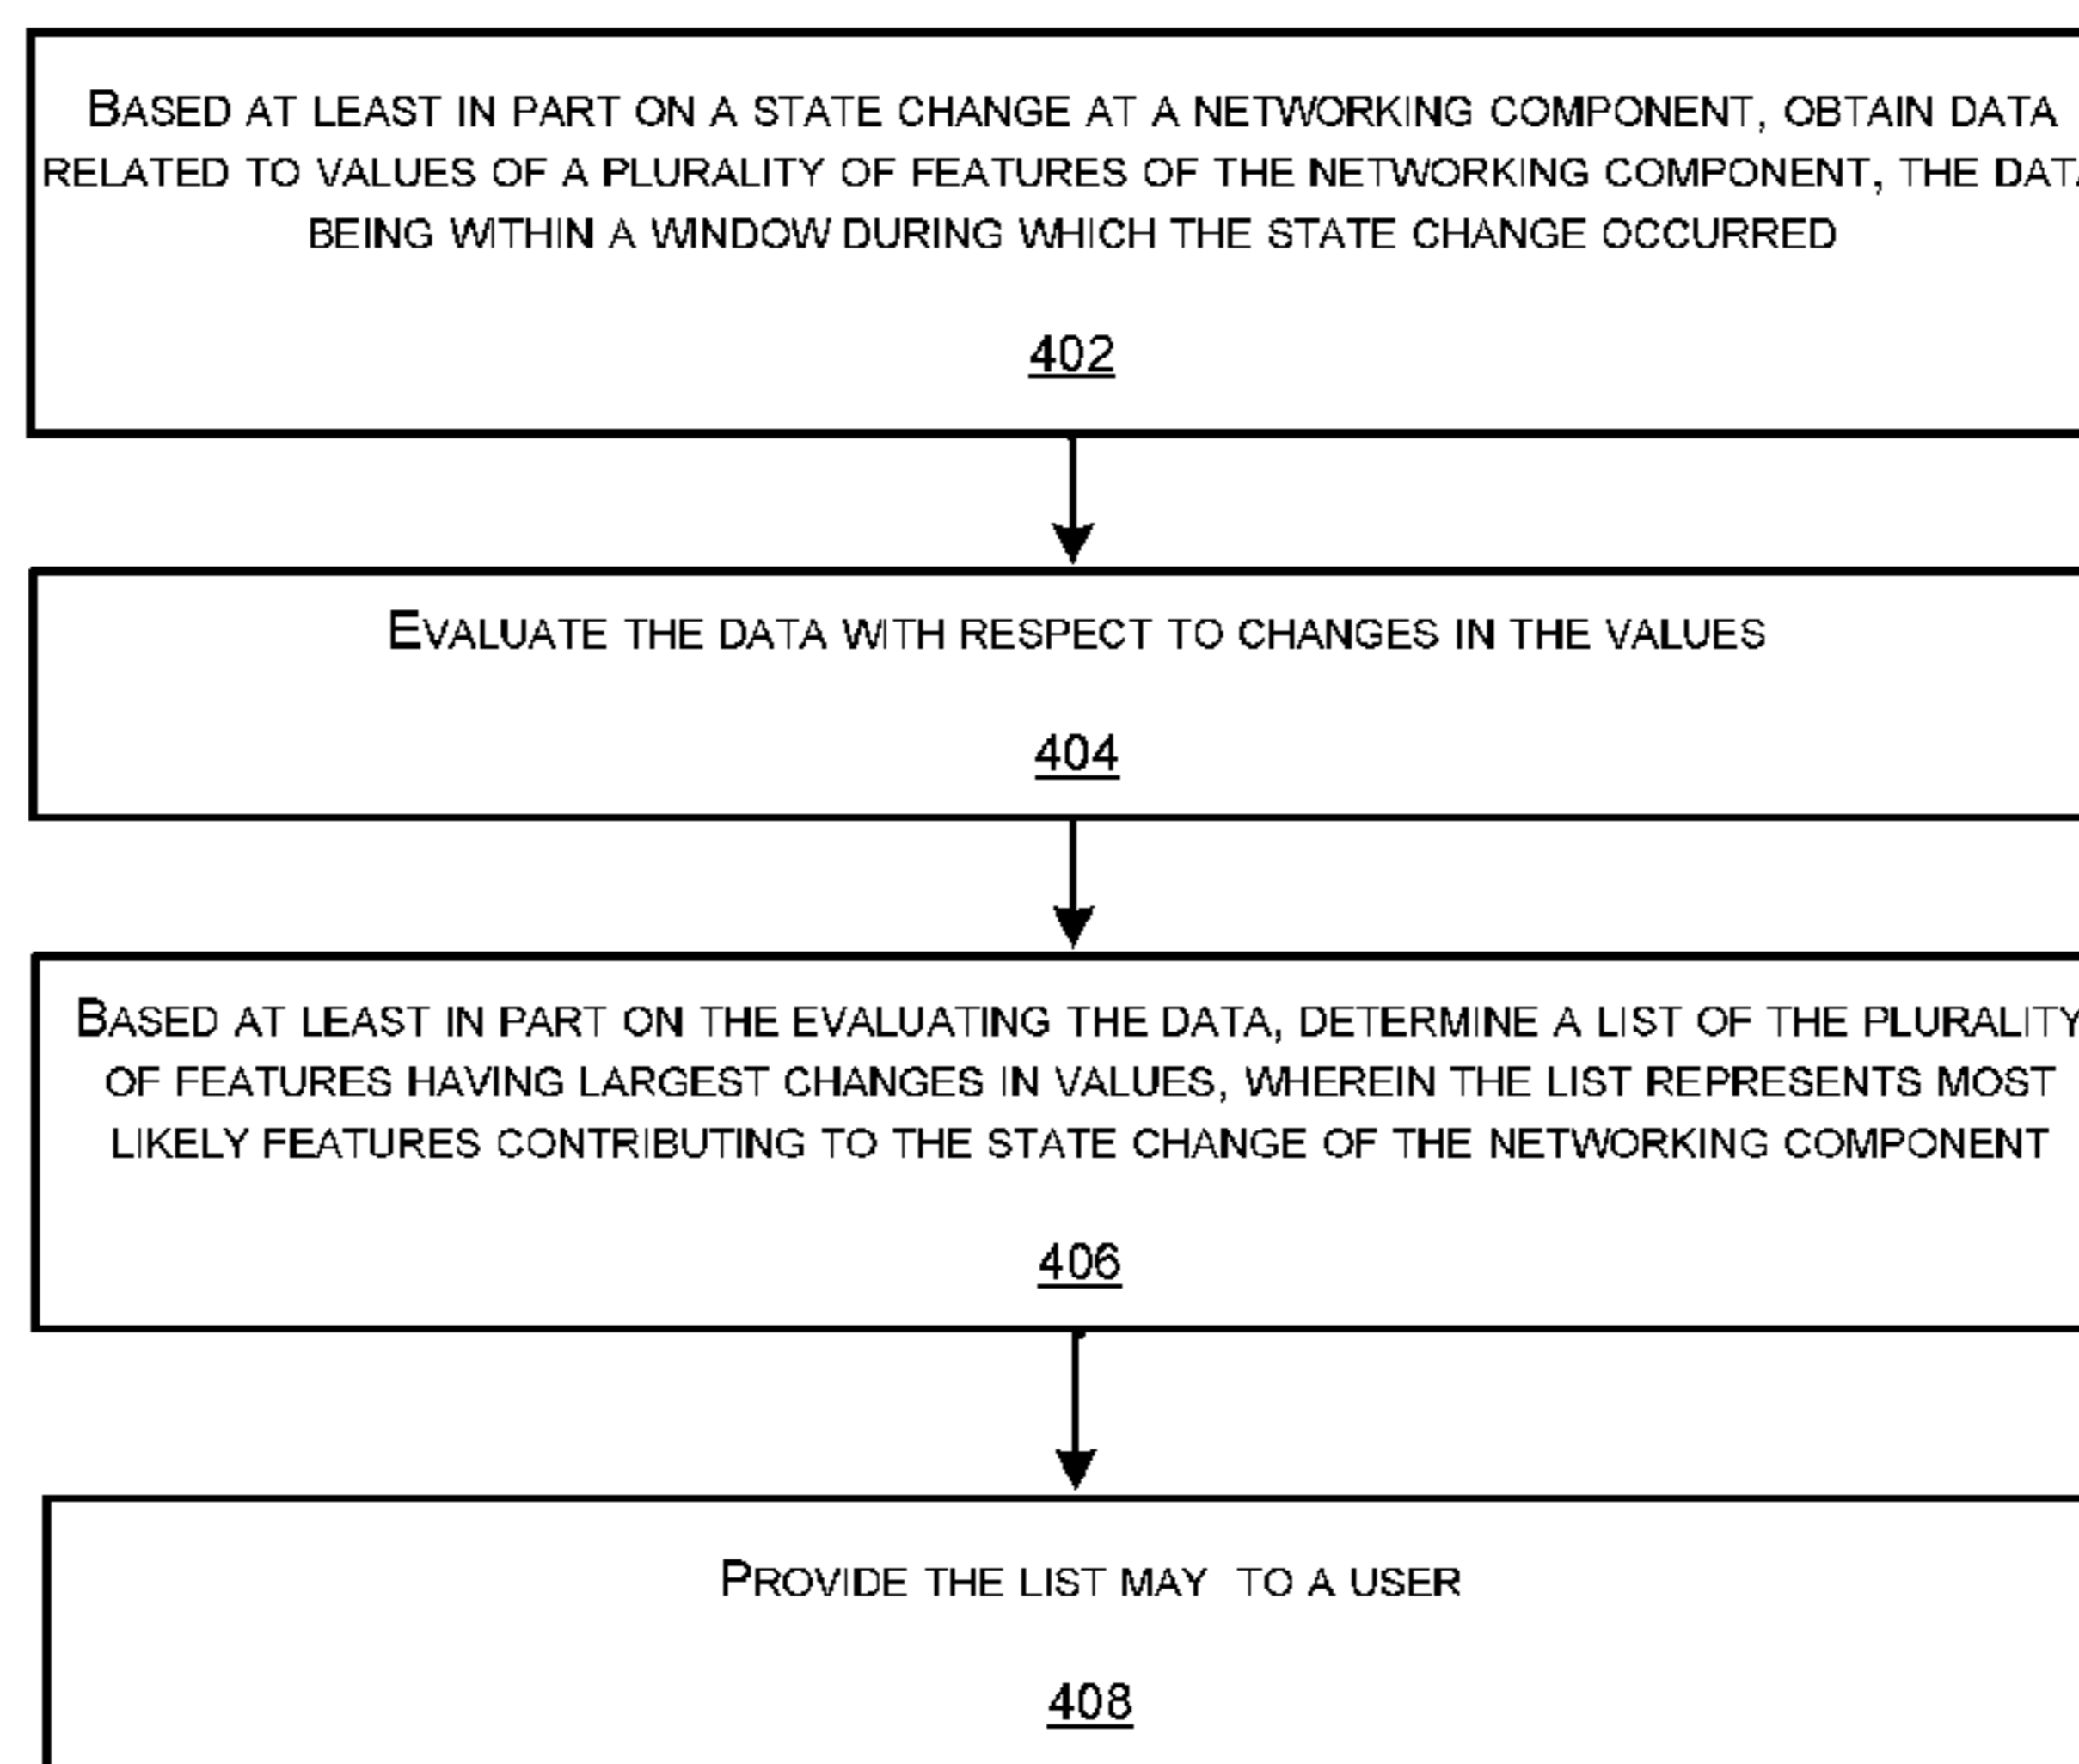 BASED AT LEAST IN PART ON A STATE CHANGE AT A NETWORKING COMPONENT, OBTAIN DATA
RELATED TO VALUES OF A PLURALITY OF FEATURES OF THE NETWORKING COMPONENT, THE DATA
BEING WITHIN A WINDOW DURING WHICH THE STATE CHANGE OCCURRED
402
EVALUATE THE DATA WITH RESPECT TO CHANGES IN THE VALUES
404
BASED AT LEAST IN PART ON THE EVALUATING THE DATA, DETERMINE A LIST OF THE PLURALITY
OF FEATURES HAVING LARGEST CHANGES IN VALUES, WHEREIN THE LIST REPRESENTS MOST
LIKELY FEATURES CONTRIBUTING TO THE STATE CHANGE OF THE NETWORKING COMPONENT
406
PROVIDE THE LIST MAY TO A USER
408